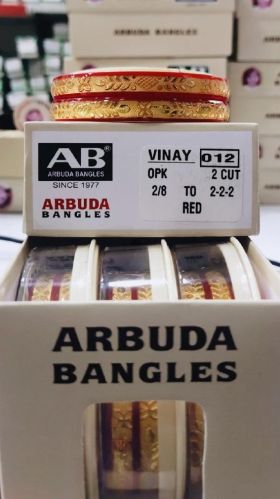 AB
ARBUDA BANGLES
SINCE 1977
ARBUDA
BANGLES
VINAY 012
OPK 2 CUT
2/8 TO 2-2-2
RED
ARBUDA
BANGLES